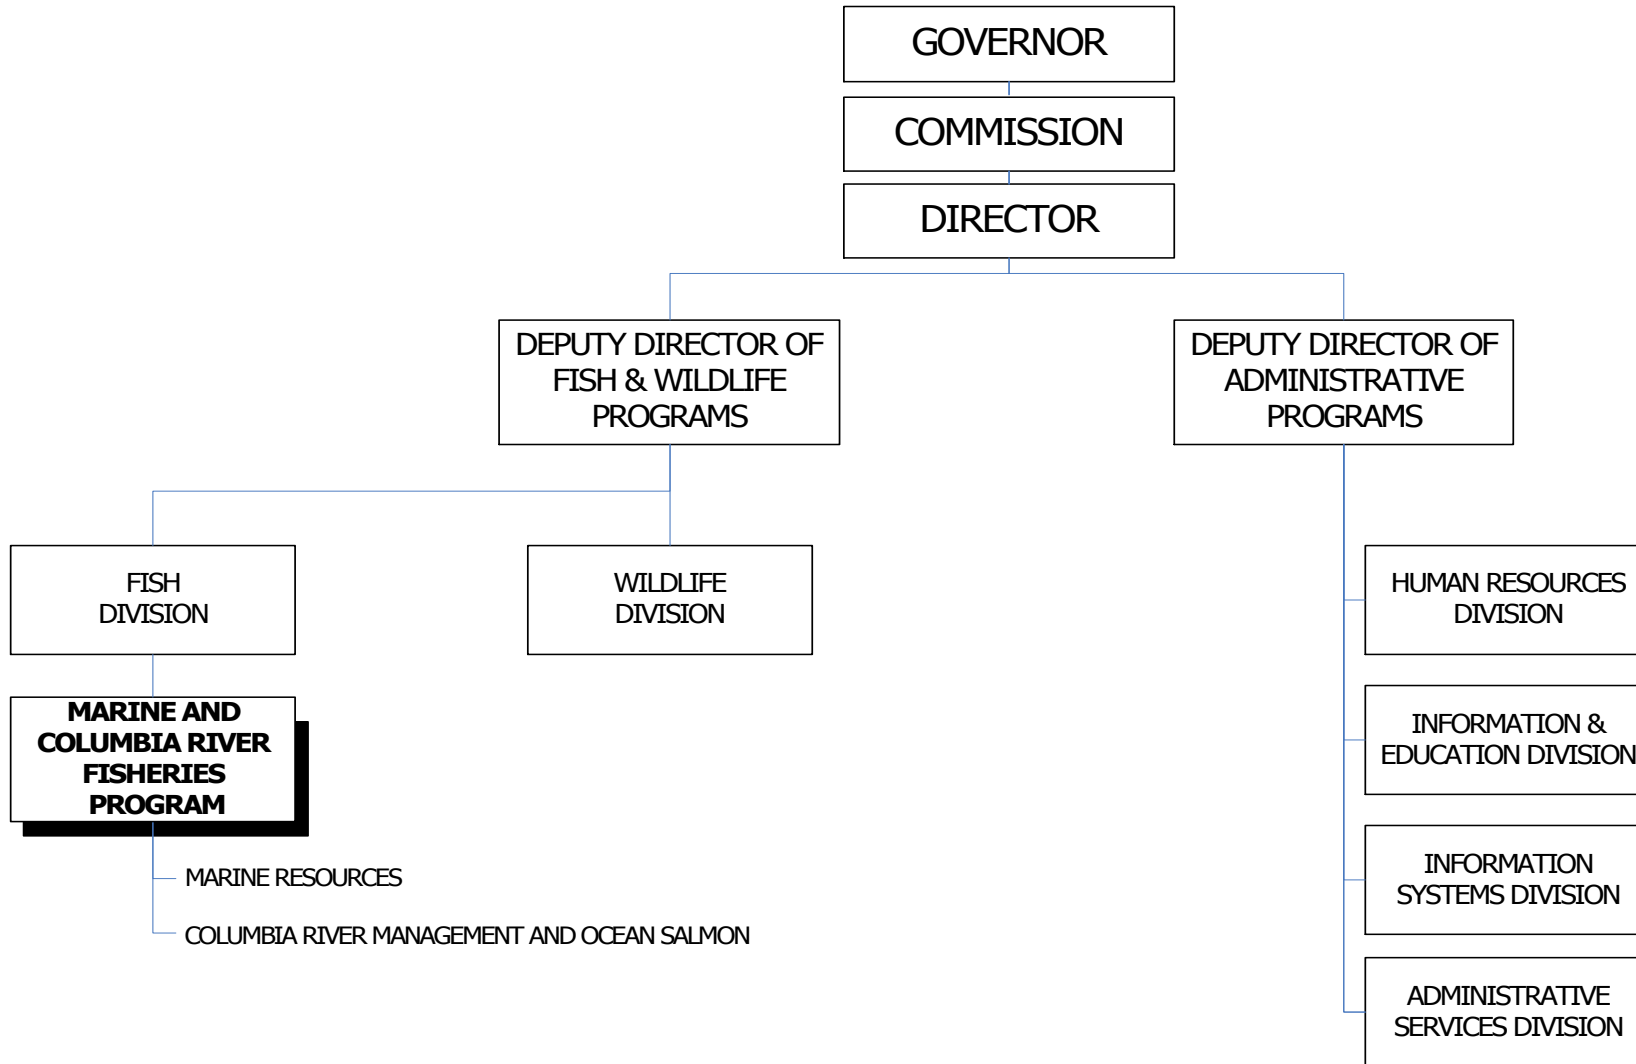 GOVERNOR
COMMISSION
DIRECTOR
DEPUTY DIRECTOR OF
FISH & WILDLIFE
PROGRAMS
DEPUTY DIRECTOR OF
ADMINISTRATIVE
PROGRAMS
FISH
DIVISION
WILDLIFE
DIVISION
HUMAN RESOURCES
DIVISION
MARINE AND
COLUMBIA RIVER
FISHERIES
PROGRAM
INFORMATION &
EDUCATION DIVISION
MARINE RESOURCES
COLUMBIA RIVER MANAGEMENT AND OCEAN SALMON
INFORMATION
SYSTEMS DIVISION
ADMINISTRATIVE
SERVICES DIVISION